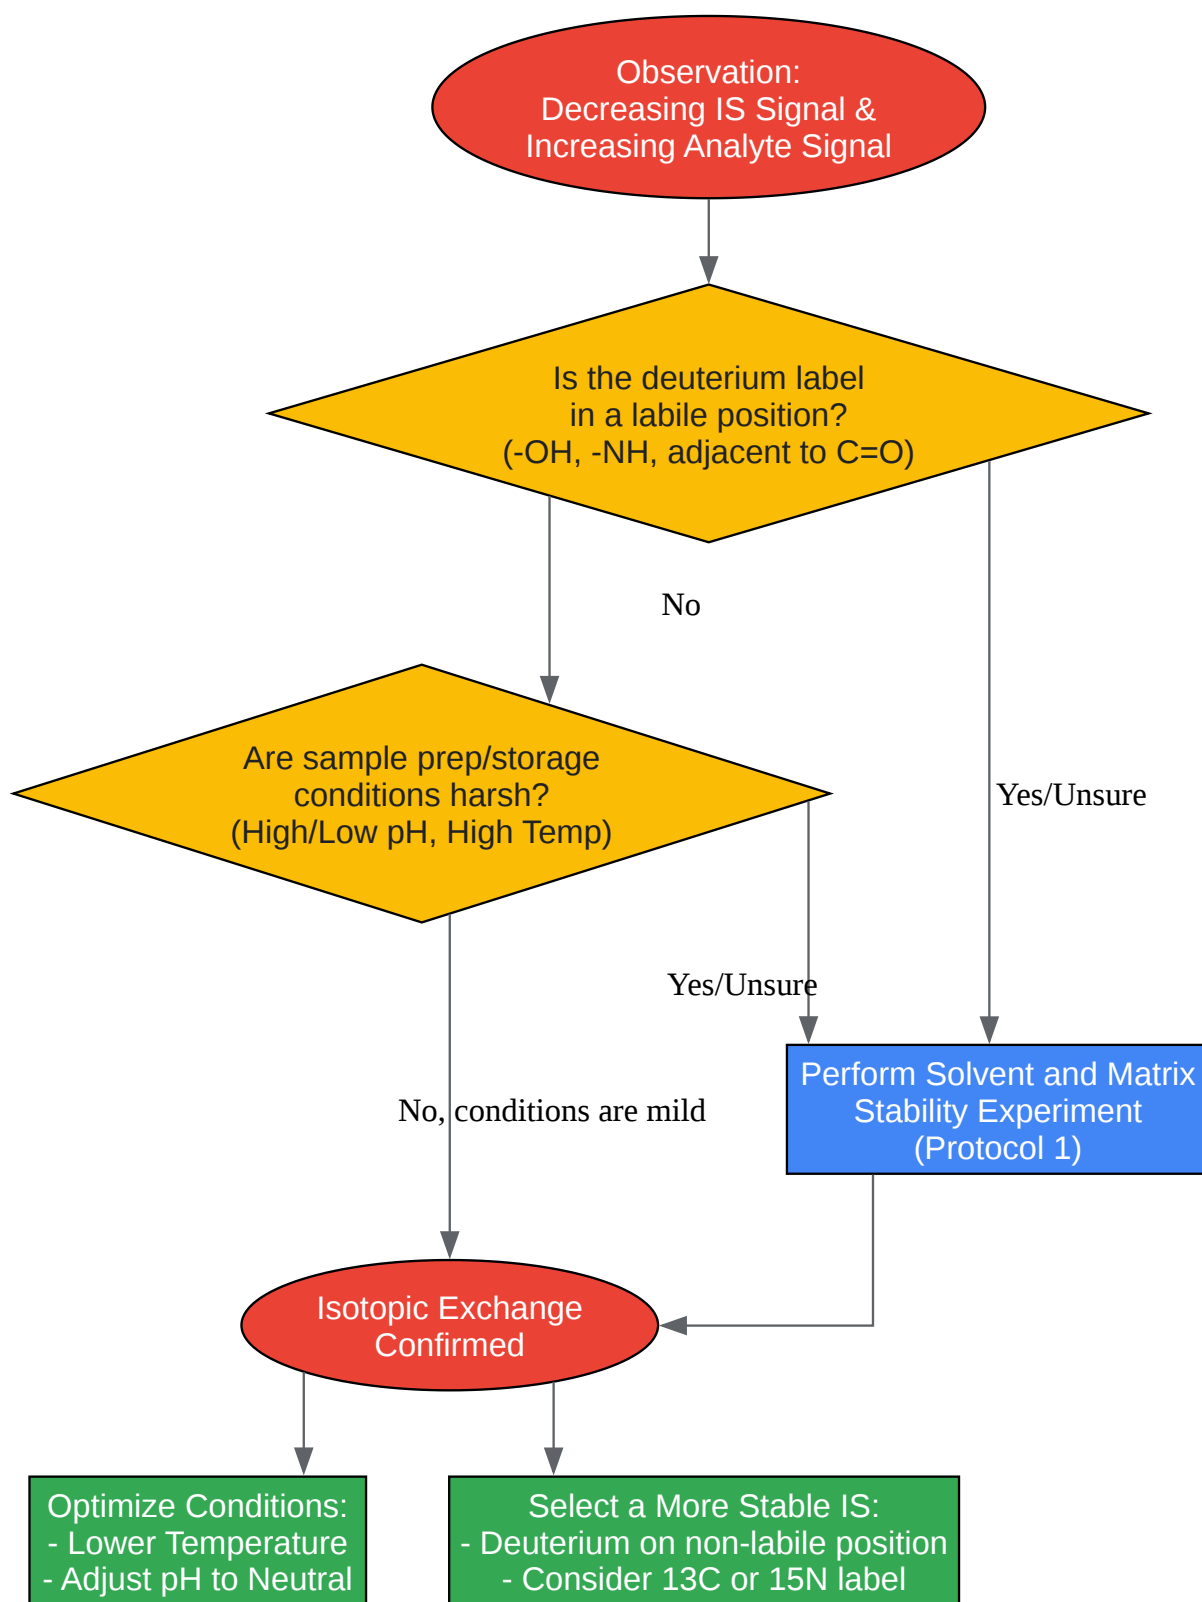 Observation:
Decreasing IS Signal &
Increasing Analyte Signal
Is the deuterium label
in a labile position?
(-OH, -NH, adjacent to C=O)
No
Are sample prep/storage
conditions harsh?
(High/Low pH, High Temp)
Yes/Unsure
Yes/Unsure
Perform Solvent and Matrix
Stability Experiment
(Protocol 1)
No, conditions are mild
Isotopic Exchange
Confirmed
Optimize Conditions:
- Lower Temperature
- Adjust pH to Neutral
Select a More Stable IS:
- Deuterium on non-labile position
- Consider 13C or 15N label